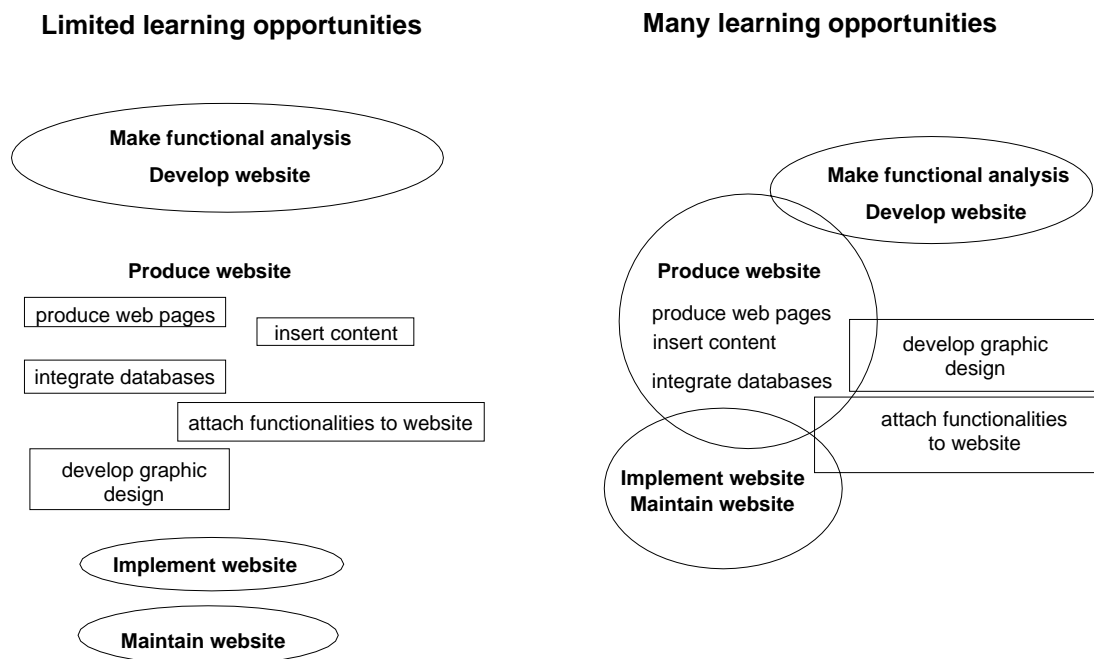 Limited learning opportunities
Make functional analysis
Develop website
Produce website
produce web pages
insert content
integrate databases
attach functionalities to website
develop graphic
design
Implement website
Maintain website
Many learning opportunities
Make functional analysis
Develop website
Produce website
produce web pages
insert content
integrate databases
develop graphic
design
attach functionalities
to website
Implement website
Maintain website